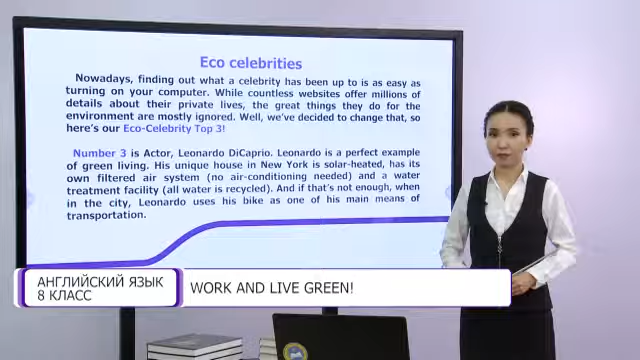 Eco celebrities
Nowadays, finding out what a celebrity has been up to is as easy as
turning on your computer. While countless websites offer millions of
details about their private lives, the great things they do for the
environment are mostly ignored. Well, we've decided to change that, so
here's our Eco-Celebrity Top 3!
Number 3 is Actor, Leonardo DiCaprio. Leonardo is a perfect example
of green living. His unique house in New York is solar-heated, has its
own filtered air system (no air-conditioning needed) and a water
treatment facility (all water is recycled). And if that's not enough, when
in the city, Leonardo uses his bike as one of his main means of
transportation.
АНГЛИЙСКИЙ ЯЗЫК
8 КЛАСС
WORK AND LIVE GREEN!